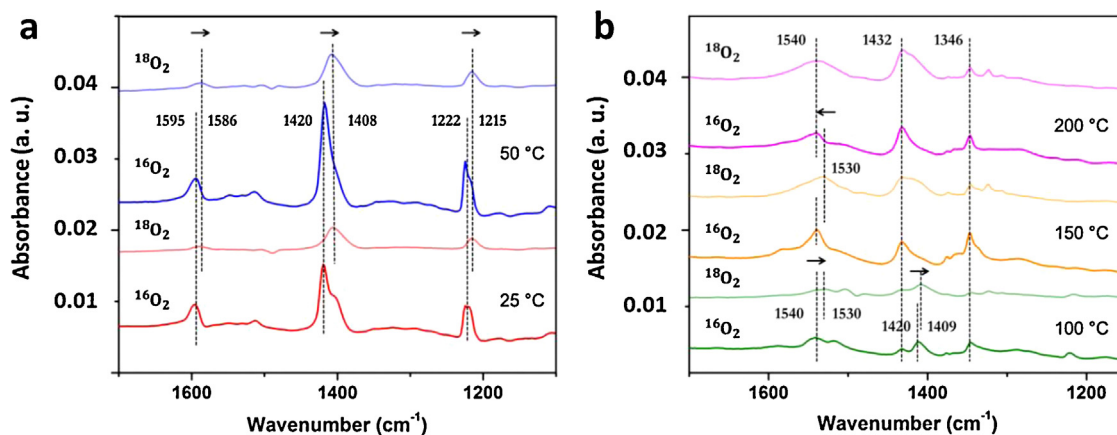 a
Absorbance (a. u.)
0.04
0.03
0.02
0.01
¹⁸O₂
1595 1586 1420 1408 1222 1215
¹⁶O₂
50 °C
¹⁸O₂
¹⁶O₂
25 °C
1600 1400 1200
Wavenumber (cm⁻¹)
b
Absorbance (a. u.)
0.04
0.03
0.02
0.01
1540 1432 1346
¹⁸O₂
¹⁶O₂
200 °C
1530
¹⁸O₂
¹⁶O₂
150 °C
¹⁸O₂
1540 1530 1420 1409
¹⁶O₂
100 °C
1600 1400 1200
Wavenumber (cm⁻¹)